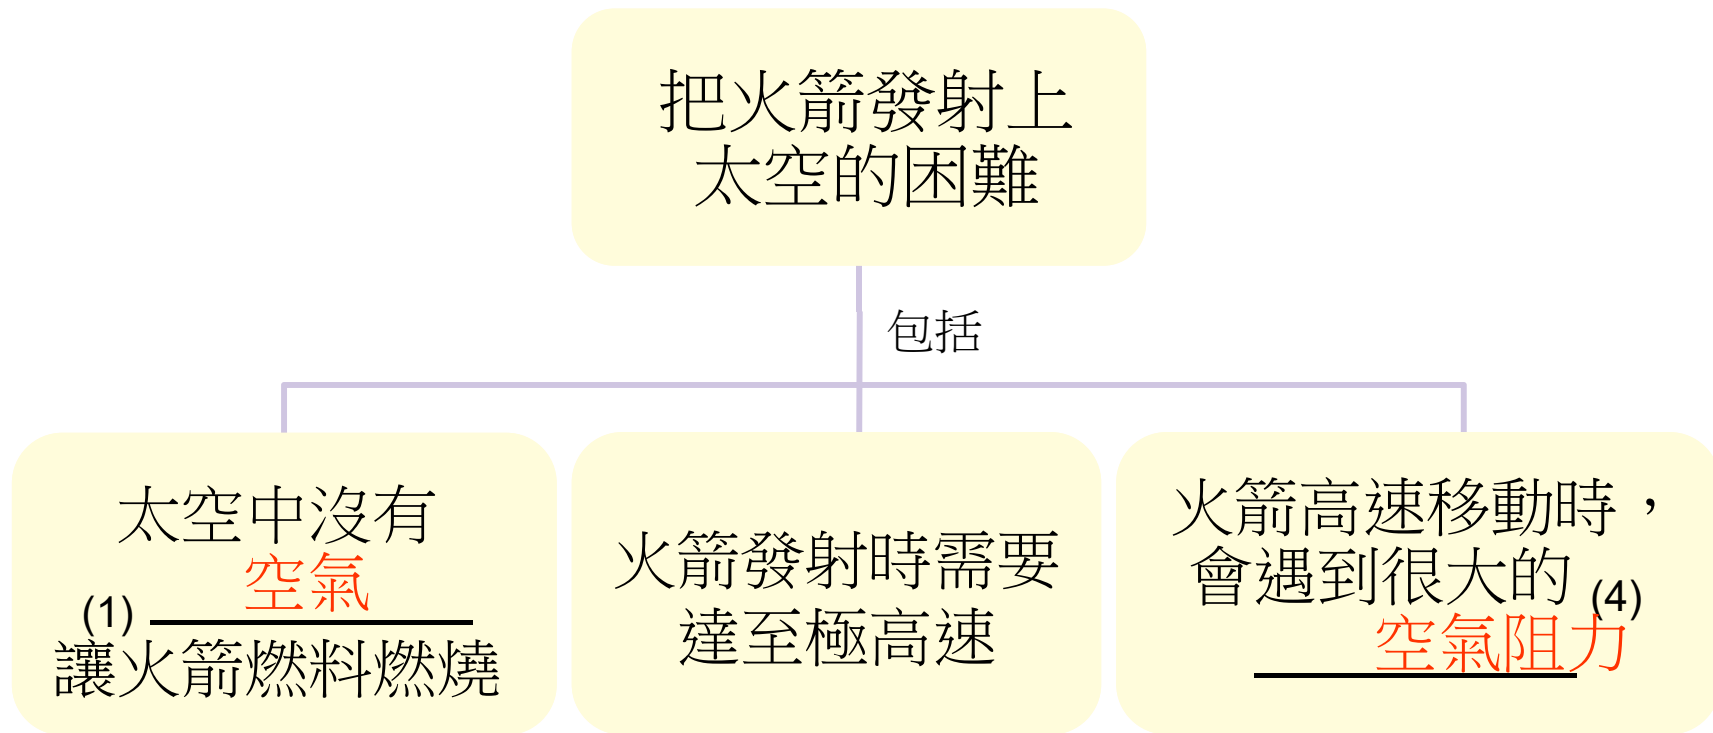 把火箭發射上
太空的困難
包括
太空中沒有
(1) 空氣
讓火箭燃料燃燒
火箭發射時需要
達至極高速
火箭高速移動時，
會遇到很大的 (4)
空氣阻力